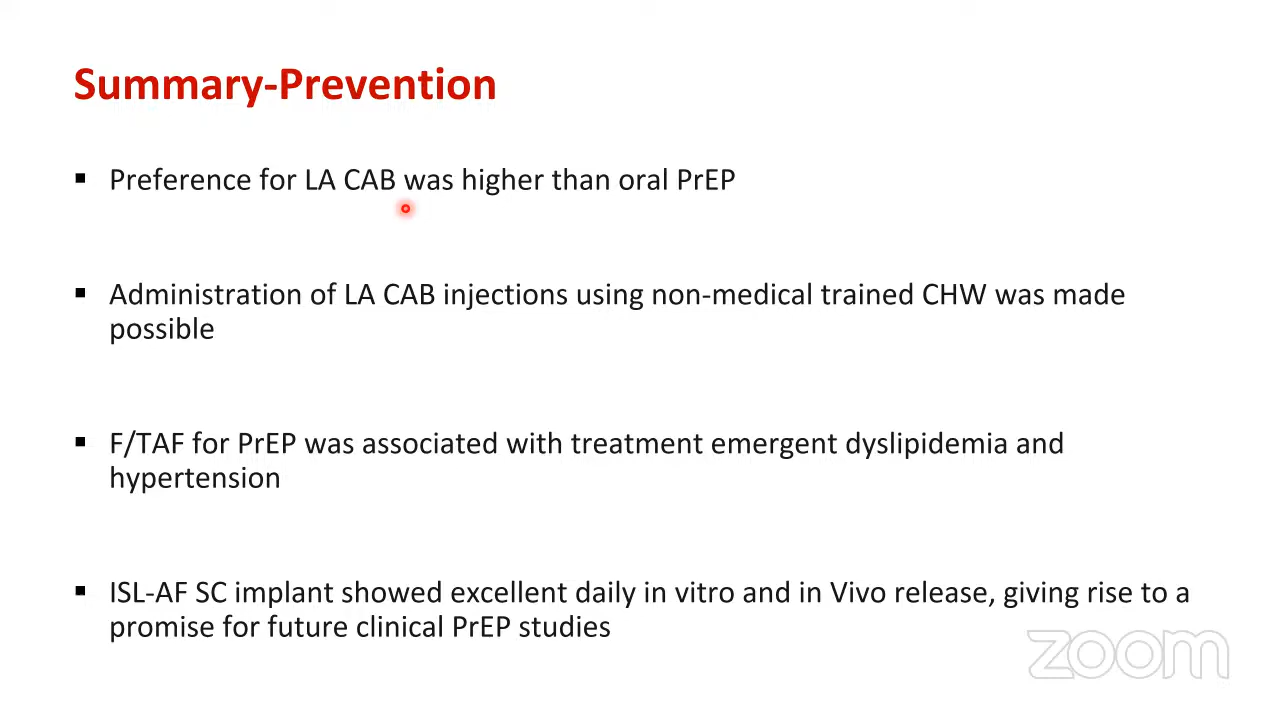 Summary-Prevention
▪ Preference for LA CAB was higher than oral PrEP
▪ Administration of LA CAB injections using non-medical trained CHW was made
possible
▪ F/TAF for PrEP was associated with treatment emergent dyslipidemia and
hypertension
▪ ISL-AF SC implant showed excellent daily in vitro and in Vivo release, giving rise to a
promise for future clinical PrEP studies
zoom